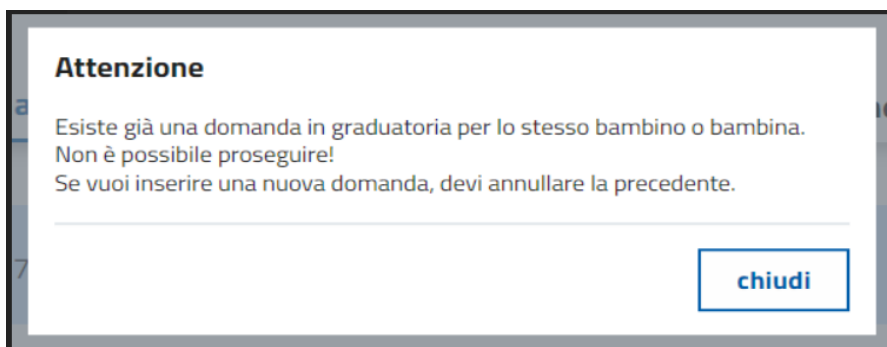 Attenzione
Esiste già una domanda in graduatoria per lo stesso bambino o bambina.
Non è possibile proseguire!
Se vuoi inserire una nuova domanda, devi annullare la precedente.
7
chiudi